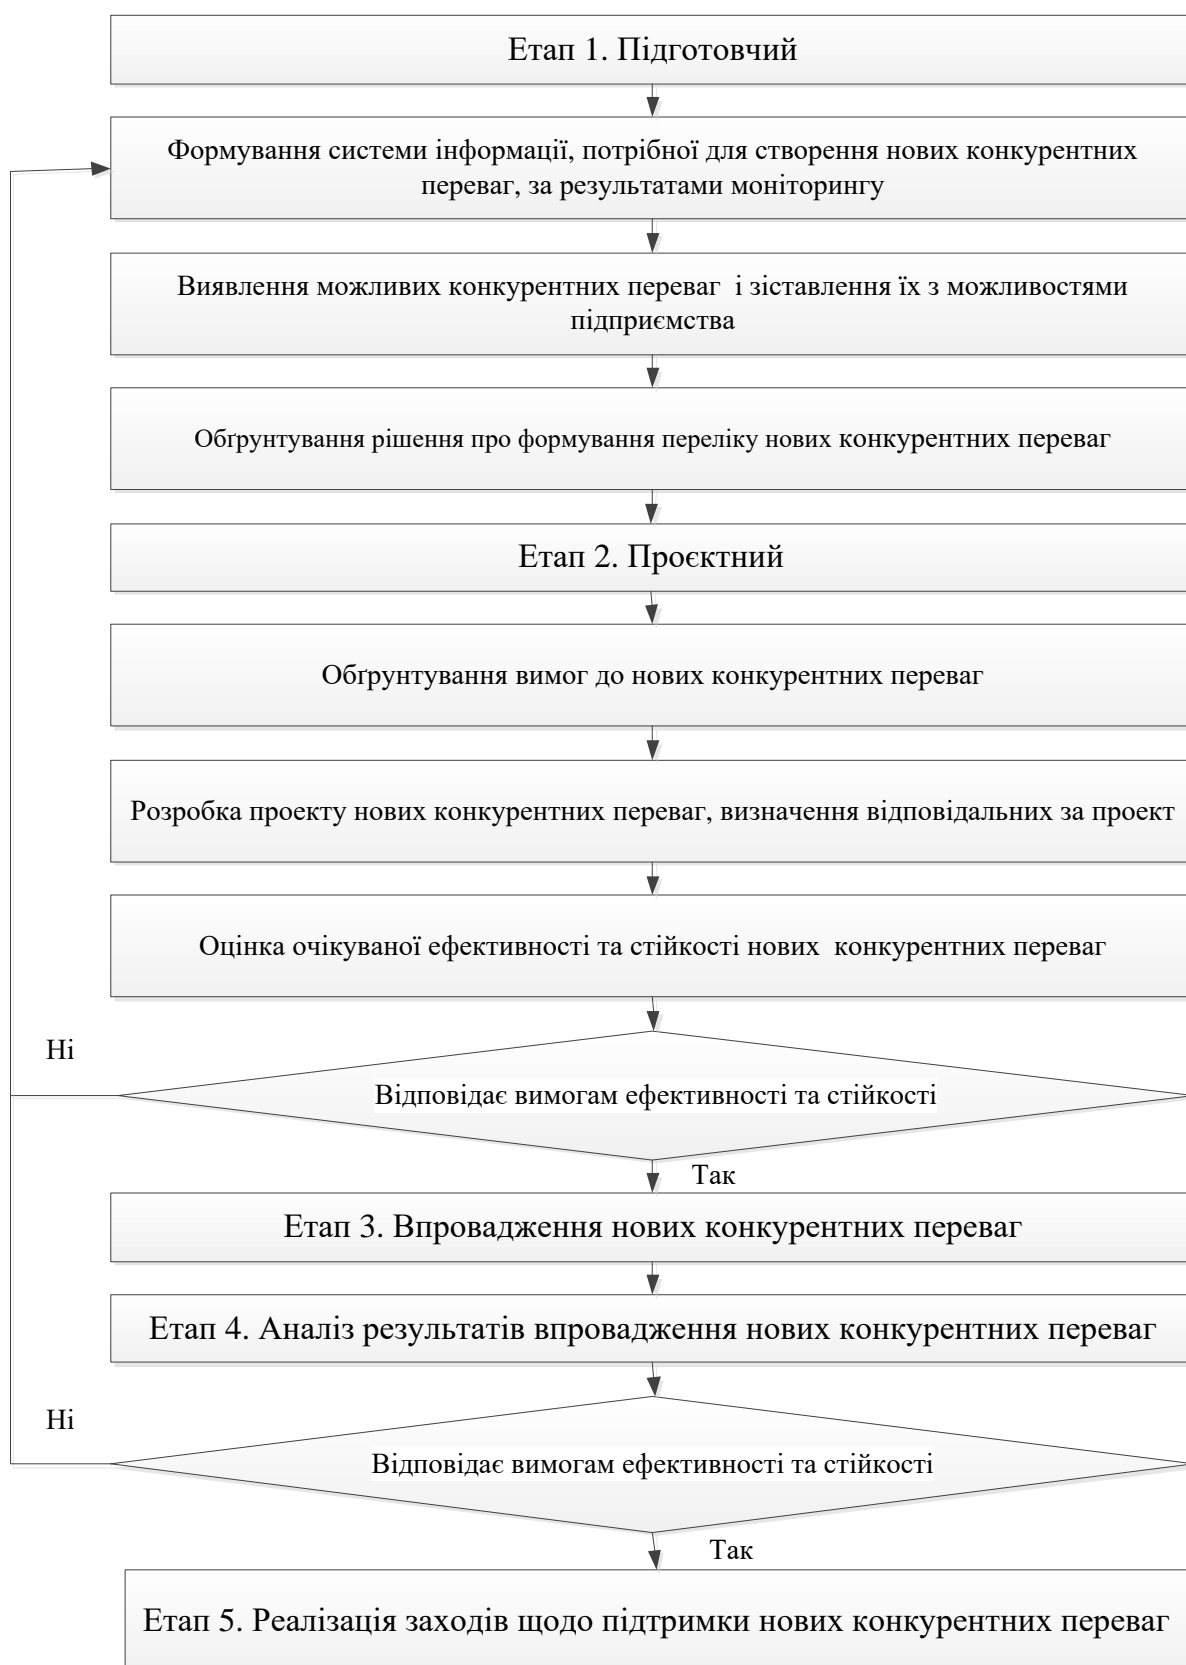 Етап 1. Підготовчий
Формування системи інформації, потрібної для створення нових конкурентних
переваг, за результатами моніторингу
Виявлення можливих конкурентних переваг  і зіставлення їх з можливостями
підприємства
Обґрунтування рішення про формування переліку нових конкурентних переваг
Етап 2. Проєктний
Обґрунтування вимог до нових конкурентних переваг
Розробка проекту нових конкурентних переваг, визначення відповідальних за проект
Оцінка очікуваної ефективності та стійкості нових  конкурентних переваг
Ні
Відповідає вимогам ефективності та стійкості
Так
Етап 3. Впровадження нових конкурентних переваг
Етап 4. Аналіз результатів впровадження нових конкурентних переваг
Ні
Відповідає вимогам ефективності та стійкості
Так
Етап 5. Реалізація заходів щодо підтримки нових конкурентних переваг